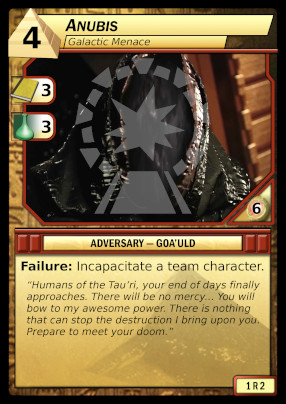 4
ANUBIS
Galactic Menace
3
3
6
ADVERSARY – GOA'ULD
Failure: Incapacitate a team character.
"Humans of the Tau'ri, your end of days finally
approaches. There will be no mercy... You will
bow to my awesome power. There is nothing
that can stop the destruction I bring upon you.
Prepare to meet your doom."
1 R 2